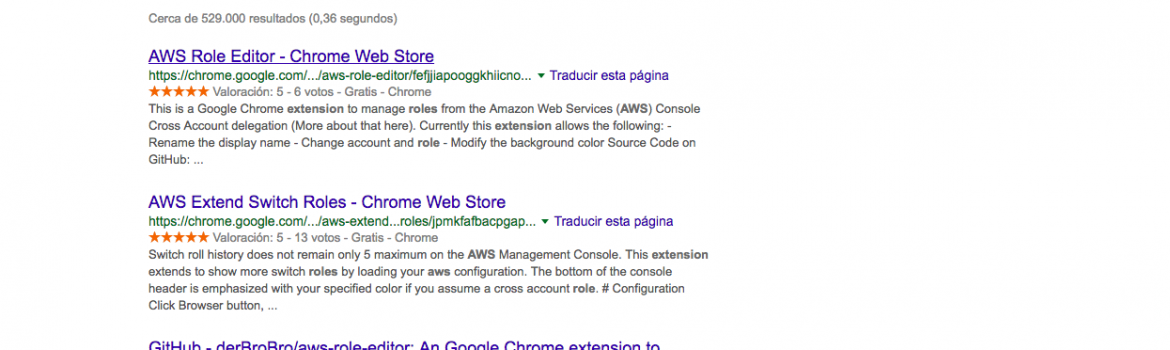 Cerca de 529.000 resultados (0,36 segundos)
AWS Role Editor - Chrome Web Store
https://chrome.google.com/.../aws-role-editor/fefjjiapooggkhiicno... ▼ Traducir esta página
★★★★★ Valoración: 5 - 6 votos - Gratis - Chrome
This is a Google Chrome extension to manage roles from the Amazon Web Services (AWS) Console
Cross Account delegation (More about that here). Currently this extension allows the following: -
Rename the display name - Change account and role - Modify the background color Source Code on
GitHub: ...
AWS Extend Switch Roles - Chrome Web Store
https://chrome.google.com/.../aws-extend...roles/jpmkfafbacpgap... ▼ Traducir esta página
★★★★★ Valoración: 5 - 13 votos - Gratis - Chrome
Switch roll history does not remain only 5 maximum on the AWS Management Console. This extension
extends to show more switch roles by loading your aws configuration. The bottom of the console
header is emphasized with your specified color if you assume a cross account role. # Configuration
Click Browser button, ...
GitHub - derBroBro/aws-role-editor: An Google Chrome extension to